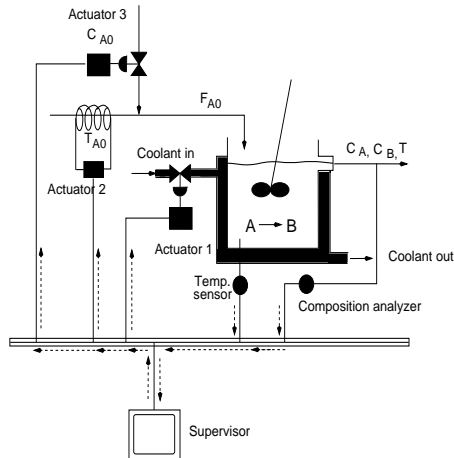 Actuator 3
C A0
F A0
T A0
Coolant in
C A, C B, T
Actuator 2
A B
Actuator 1
Coolant out
Temp.
sensor
Composition analyzer
Supervisor